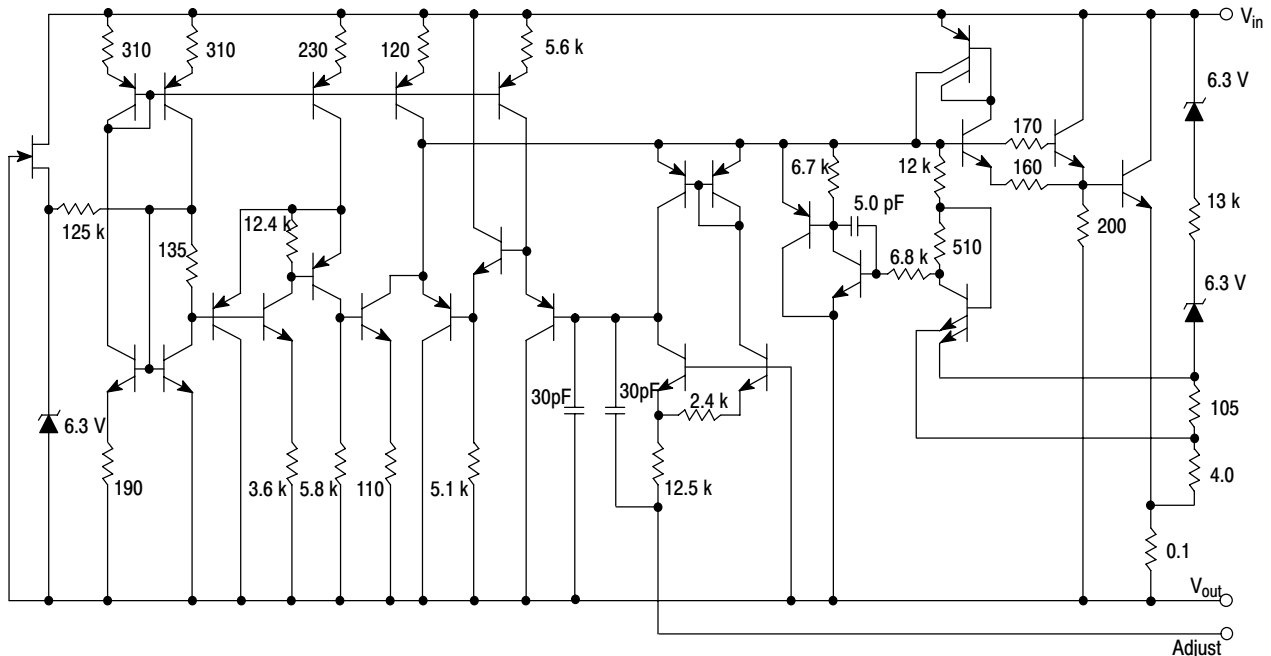 310
310
230
120
5.6 k
V_in
6.3 V
170
6.7 k
12 k
160
5.0 pF
125 k
12.4 k
13 k
200
135
6.8 k
510
6.3 V
30pF
30pF
2.4 k
105
6.3 V
190
3.6 k
5.8 k
110
5.1 k
12.5 k
4.0
0.1
V_out
Adjust